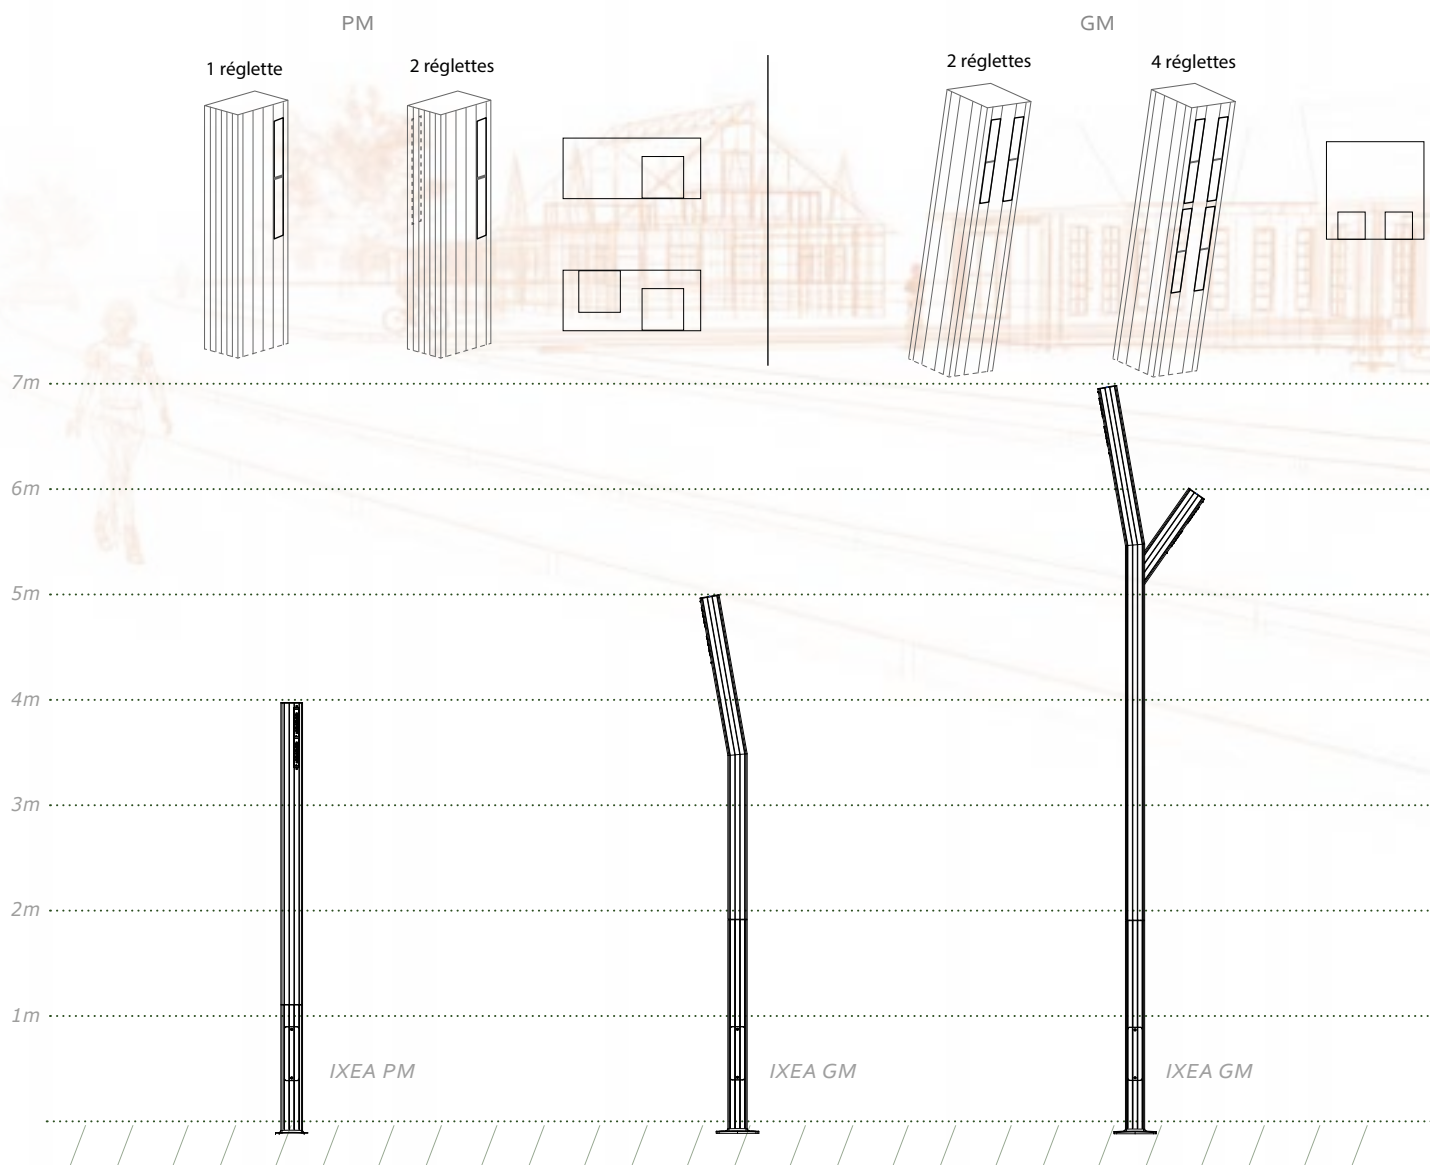 PM
GM
1 réglette
2 réglettes
2 réglettes
4 réglettes
7m
6m
5m
4m
3m
2m
1m
IXEA PM
IXEA GM
IXEA GM